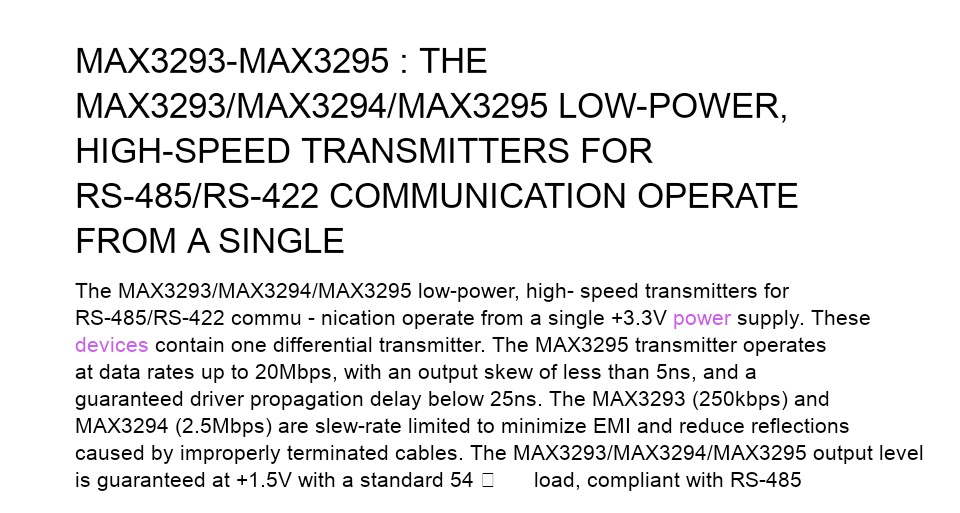 MAX3293-MAX3295 : THE
MAX3293/MAX3294/MAX3295 LOW-POWER,
HIGH-SPEED TRANSMITTERS FOR
RS-485/RS-422 COMMUNICATION OPERATE
FROM A SINGLE
The MAX3293/MAX3294/MAX3295 low-power, high- speed transmitters for
RS-485/RS-422 commu - nication operate from a single +3.3V power supply. These
devices contain one differential transmitter. The MAX3295 transmitter operates
at data rates up to 20Mbps, with an output skew of less than 5ns, and a
guaranteed driver propagation delay below 25ns. The MAX3293 (250kbps) and
MAX3294 (2.5Mbps) are slew-rate limited to minimize EMI and reduce reflections
caused by improperly terminated cables. The MAX3293/MAX3294/MAX3295 output level
is guaranteed at +1.5V with a standard 54 □ load, compliant with RS-485